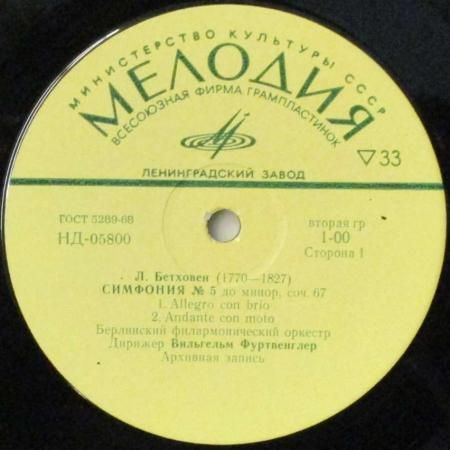 МИНИСТЕРСТВО КУЛЬТУРЫ СССР
МЕЛОДИЯ
ВСЕСОЮЗНАЯ ФИРМА ГРАМПЛАСТИНОК
▽33
ЛЕНИНГРАДСКИЙ ЗАВОД
ГОСТ 5289-68
вторая гр
НД-05800
1-00
Сторона 1
Л. Бетховен (1770—1827)
СИМФОНИЯ № 5 до минор, соч. 67
1. Allegro con brio
2. Andante con moto
Берлинский филармонический оркестр
Дирижер Вильгельм Фуртвенглер
Архивная запись